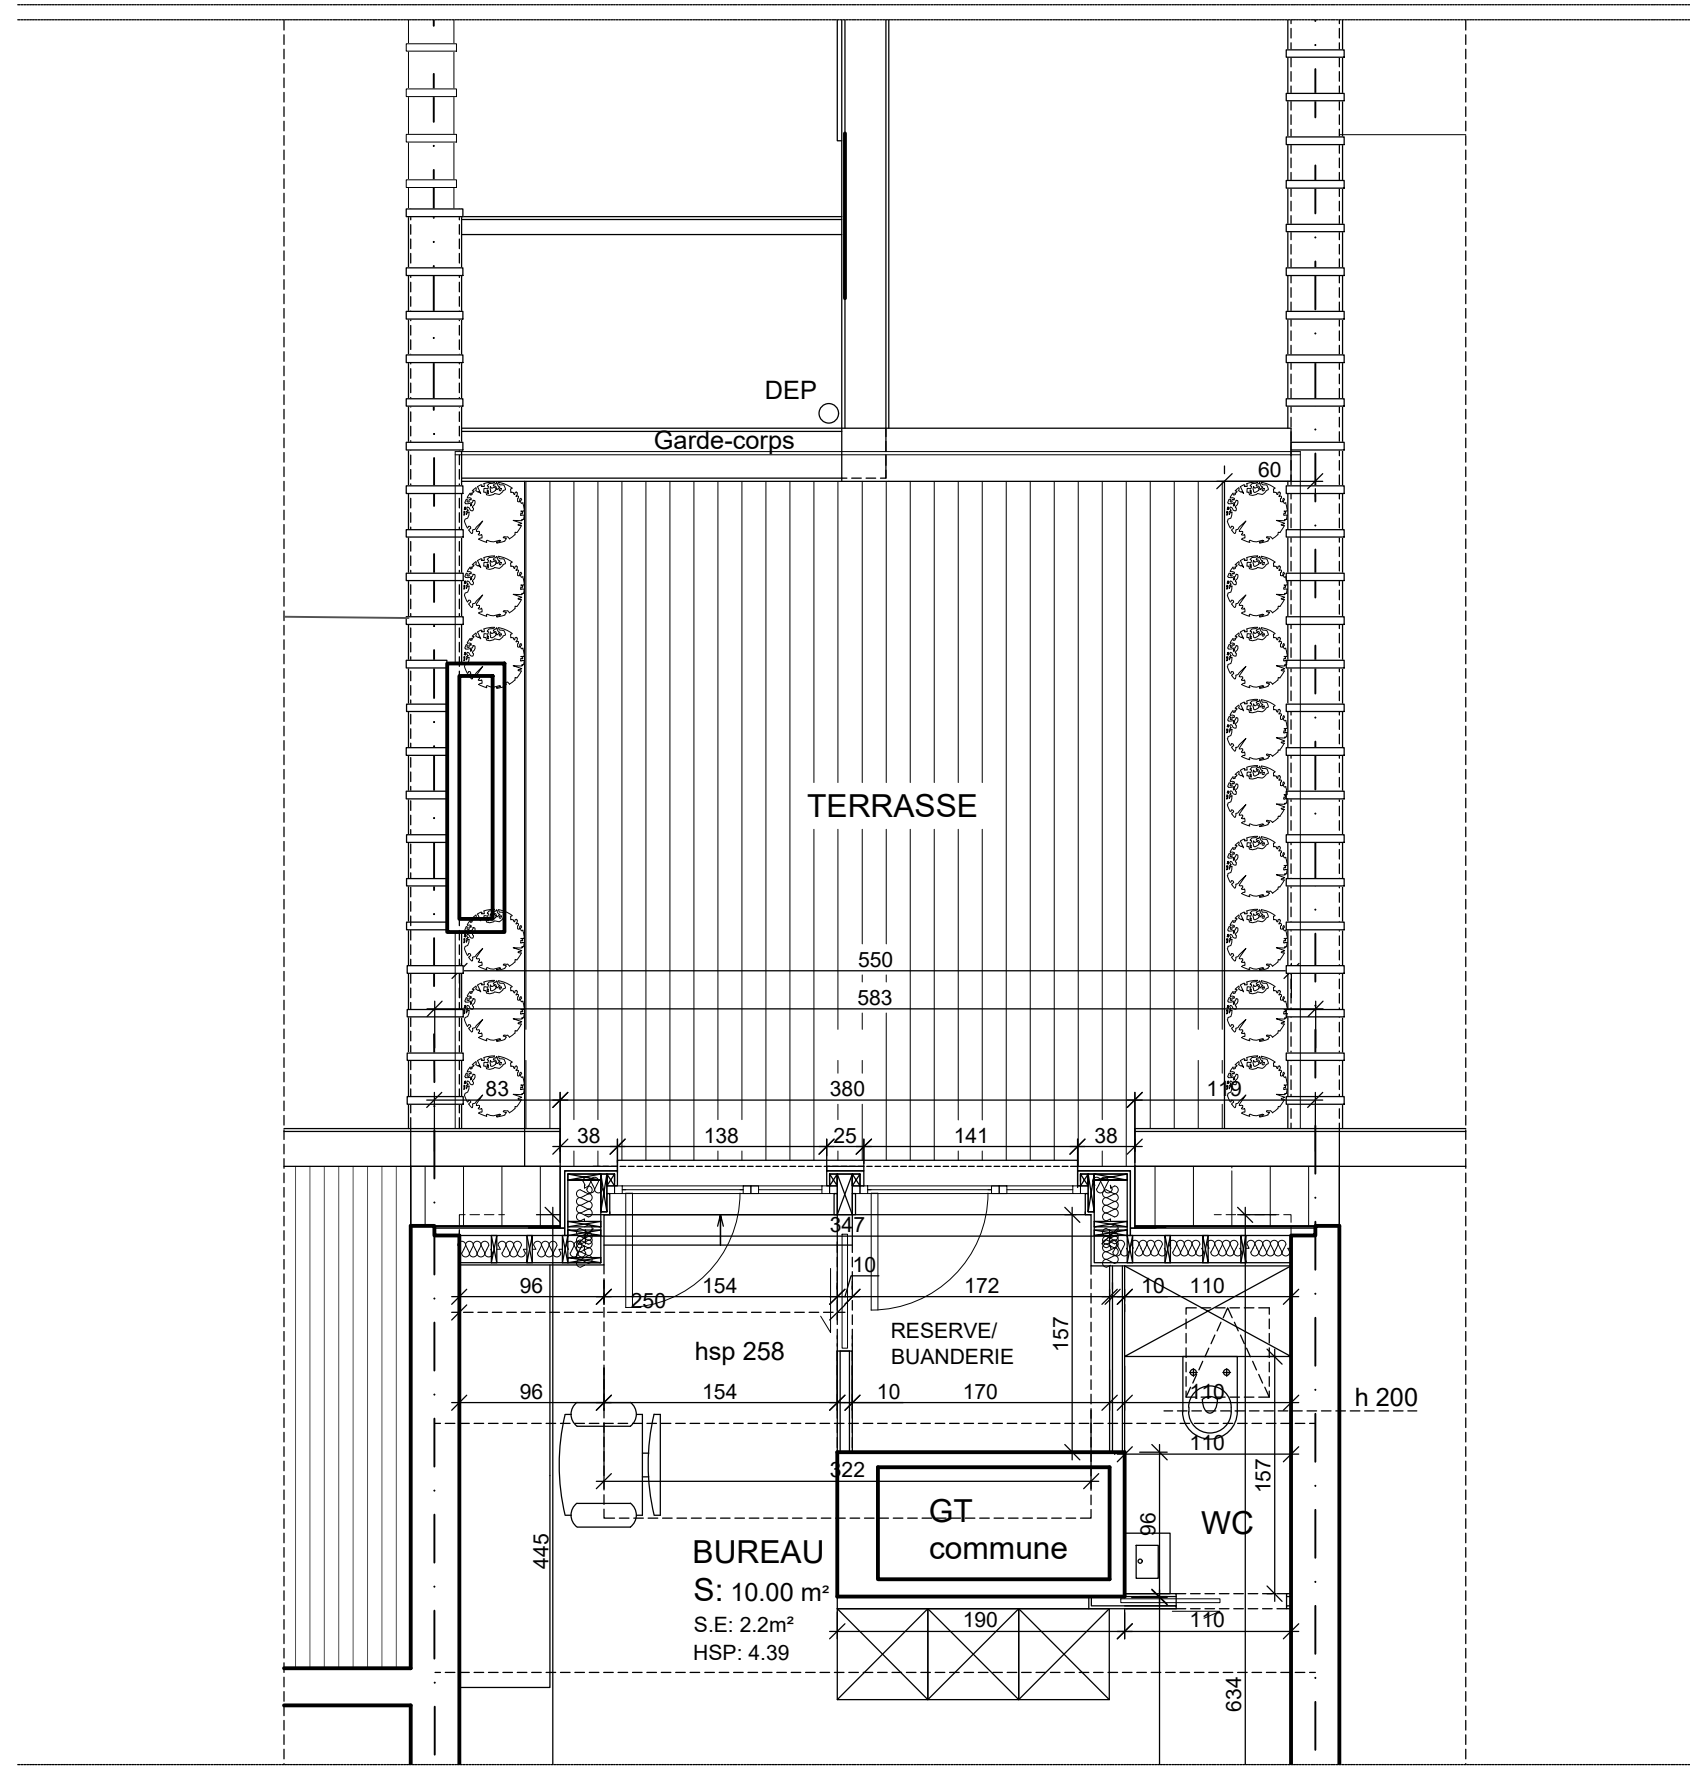 DEP
Garde-corps
60
TERRASSE
550
583
83
380
119
38
138
25
141
38
347
10
96
154
172
10
110
250
RESERVE/
BUANDERIE
157
hsp 258
96
154
10
170
110
h 200
110
322
157
GT
commune
96
WC
445
BUREAU
S: 10.00 m²
S.E: 2.2m²
HSP: 4.39
190
110
634